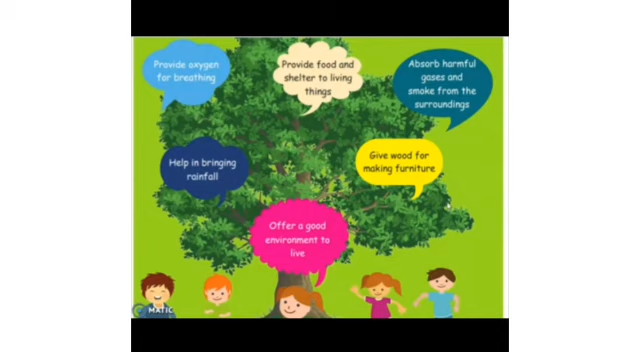 Provide oxygen
for breathing
Provide food and
shelter to living
things
Absorb harmful
gases and
smoke from the
surroundings
Help in bringing
rainfall
Give wood for
making furniture
Offer a good
environment to
live
MATIC